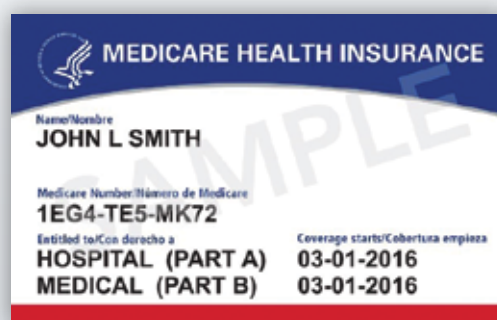 MEDICARE HEALTH INSURANCE
Name/Nombre
JOHN L SMITH
Medicare Number/Número de Medicare
1EG4-TE5-MK72
Entitled to/Con derecho a Coverage starts/Cobertura empieza
HOSPITAL (PART A) 03-01-2016
MEDICAL (PART B) 03-01-2016
SAMPLE